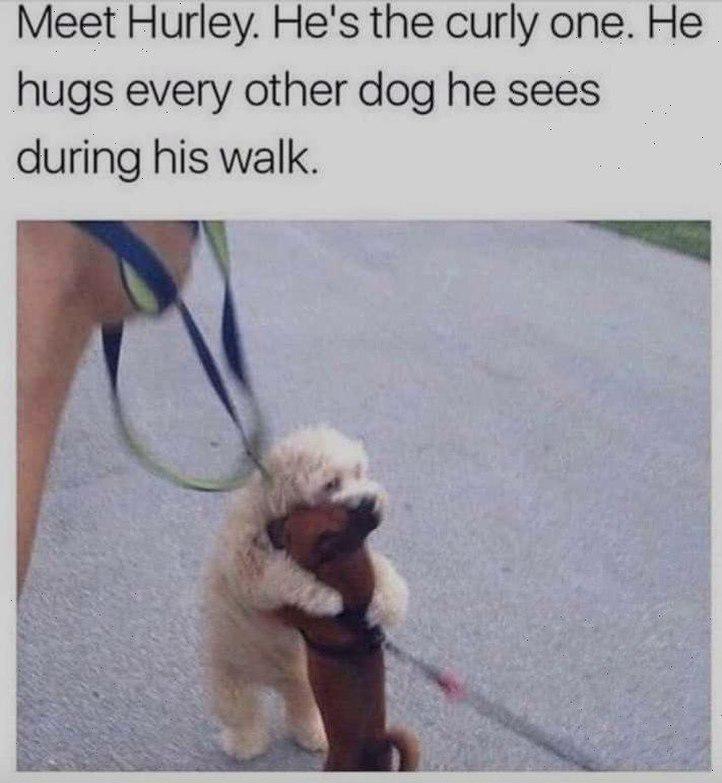 Meet Hurley. He's the curly one. He
hugs every other dog he sees
during his walk.